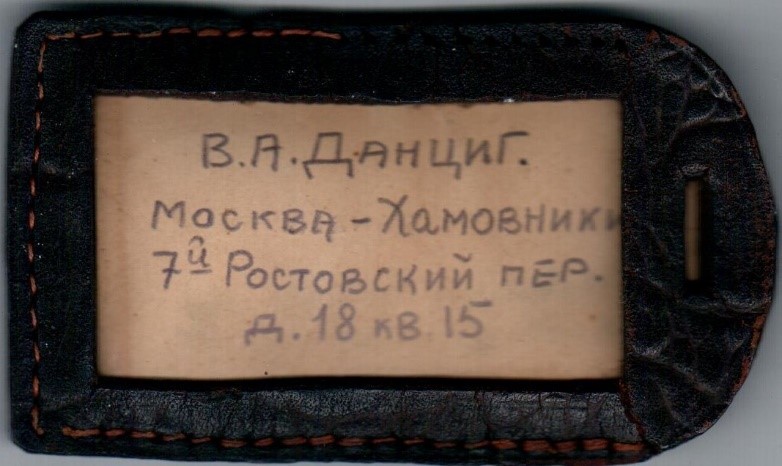 В.А.Данциг.
Москва-Хамовники
7й Ростовский пер.
д.18 кв.15